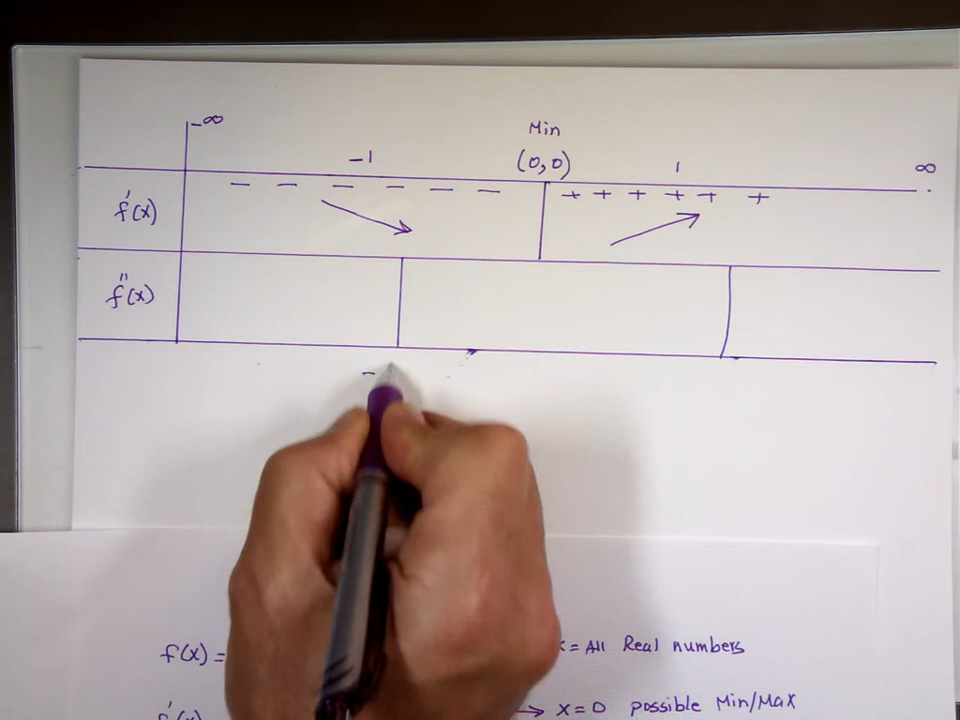 -∞ -1 Min (0,0) 1 ∞
f'(x) - - - - - - + + + + + +
f"(x)
-
f(x) = x = All Real numbers
f'(x) → x = 0 possible Min/Max